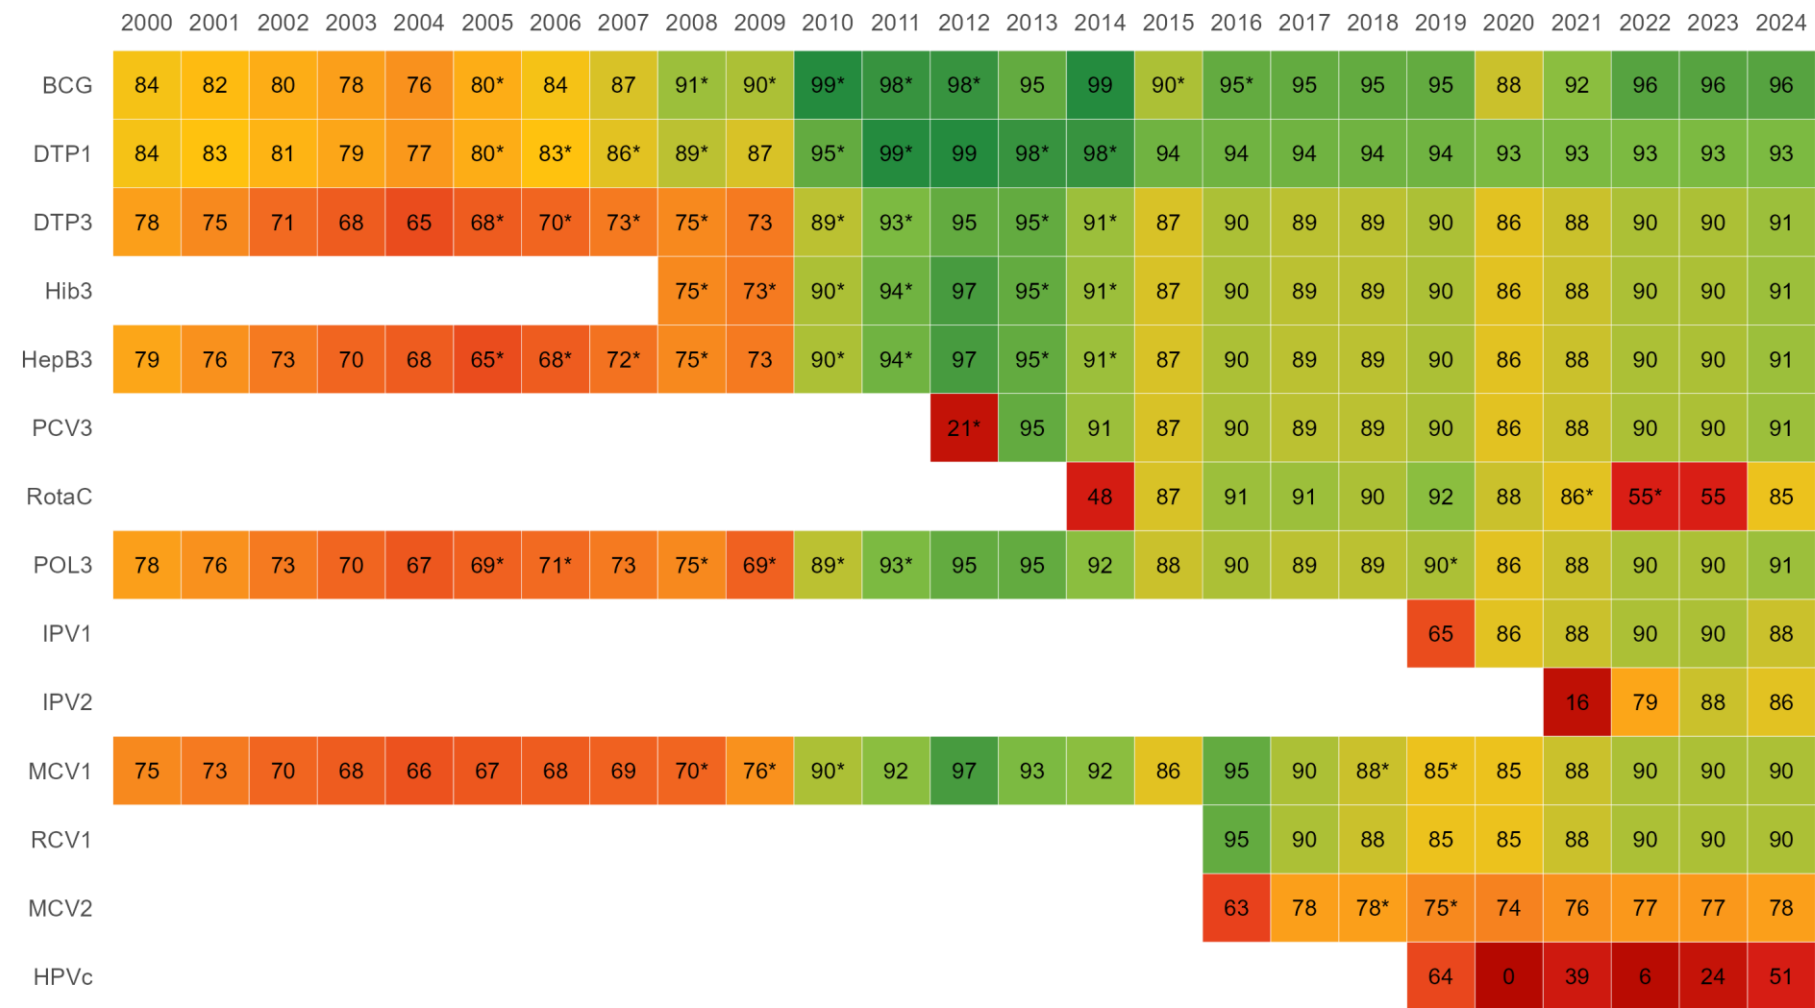 2000 2001 2002 2003 2004 2005 2006 2007 2008 2009 2010 2011 2012 2013 2014 2015 2016 2017 2018 2019 2020 2021 2022 2023 2024
BCG 84 82 80 78 76 80* 84 87 91* 90* 99* 98* 98* 95 99 90* 95* 95 95 95 88 92 96 96 96
DTP1 84 83 81 79 77 80* 83* 86* 89* 87 95* 99* 99 98* 98* 94 94 94 94 94 93 93 93 93 93
DTP3 78 75 71 68 65 68* 70* 73* 75* 73 89* 93* 95 95* 91* 87 90 89 89 90 86 88 90 90 91
Hib3 75* 73* 90* 94* 97 95* 91* 87 90 89 89 90 86 88 90 90 91
HepB3 79 76 73 70 68 65* 68* 72* 75* 73 90* 94* 97 95* 91* 87 90 89 89 90 86 88 90 90 91
PCV3 21* 95 91 87 90 89 89 90 86 88 90 90 91
RotaC 48 87 91 91 90 92 88 86* 55* 55 85
POL3 78 76 73 70 67 69* 71* 73 75* 69* 89* 93* 95 95 92 88 90 89 89 90* 86 88 90 90 91
IPV1 65 86 88 90 90 88
IPV2 16 79 88 86
MCV1 75 73 70 68 66 67 68 69 70* 76* 90* 92 97 93 92 86 95 90 88* 85* 85 88 90 90 90
RCV1 95 90 88 85 85 88 90 90 90
MCV2 63 78 78* 75* 74 76 77 77 78
HPVc 64 0 39 6 24 51